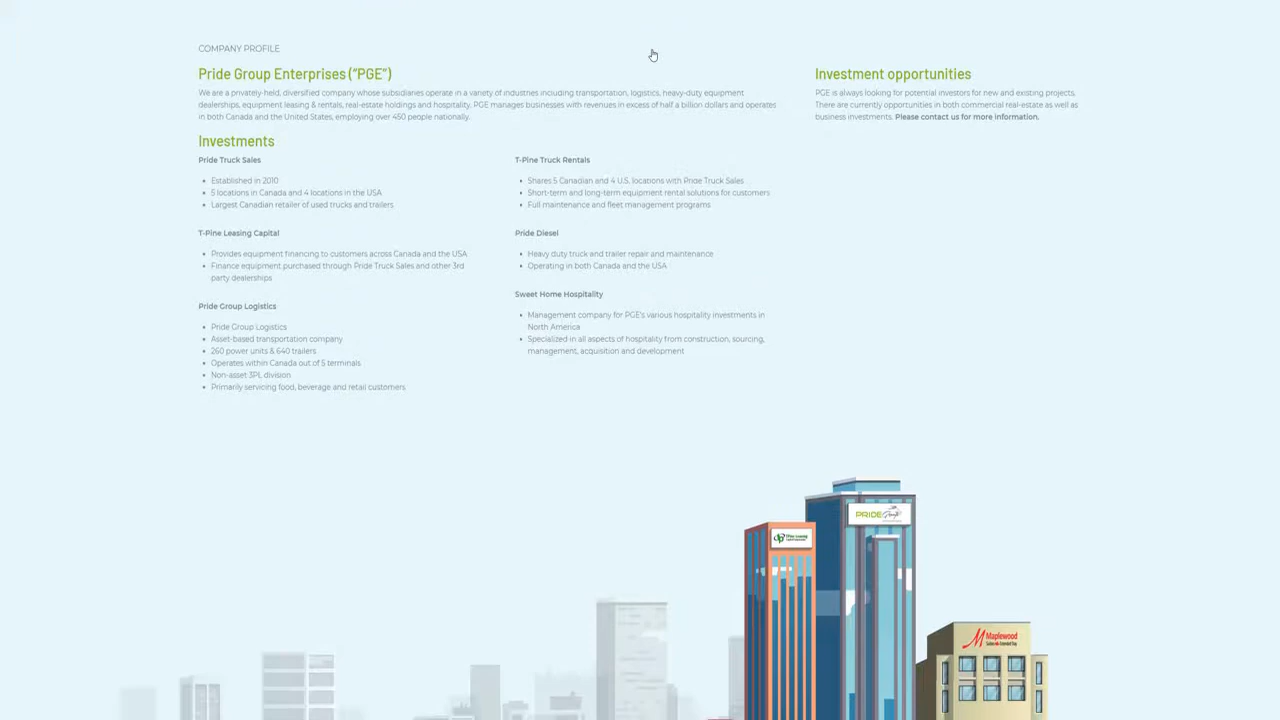 COMPANY PROFILE
Pride Group Enterprises (“PGE”)
We are a privately-held, diversified company whose subsidiaries operate in a variety of industries including transportation, logistics, heavy-duty equipment
dealerships, equipment leasing & rentals, real-estate holdings and hospitality. PGE manages businesses with revenues in excess of half a billion dollars and operates
in both Canada and the United States, employing over 450 people nationally.
Investments
Pride Truck Sales
• Established in 2010
• 5 locations in Canada and 4 locations in the USA
• Largest Canadian retailer of used trucks and trailers
T-Pine Leasing Capital
• Provides equipment financing to customers across Canada and the USA
• Finance equipment purchased through Pride Truck Sales and other 3rd
party dealerships
Pride Group Logistics
• Pride Group Logistics
• Asset-based transportation company
• 260 power units & 640 trailers
• Operates within Canada out of 5 terminals
• Non-asset 3PL division
• Primarily servicing food, beverage and retail customers
T-Pine Truck Rentals
• Shares 5 Canadian and 4 U.S. locations with Pride Truck Sales
• Short-term and long-term equipment rental solutions for customers
• Full maintenance and fleet management programs
Pride Diesel
• Heavy duty truck and trailer repair and maintenance
• Operating in both Canada and the USA
Sweet Home Hospitality
• Management company for PGE's various hospitality investments in
North America
• Specialized in all aspects of hospitality from construction, sourcing,
management, acquisition and development
Investment opportunities
PGE is always looking for potential investors for new and existing projects.
There are currently opportunities in both commercial real-estate as well as
business investments. Please contact us for more information.
PRIDE Group
Maplewood